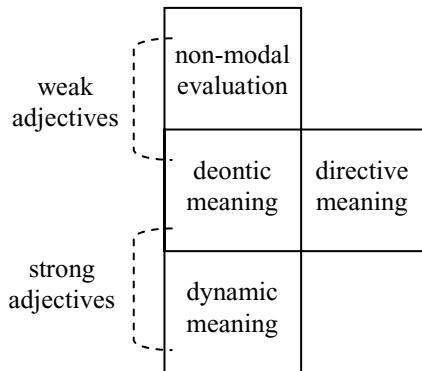 non-modal
evaluation
weak
adjectives
deontic
meaning
directive
meaning
strong
adjectives
dynamic
meaning